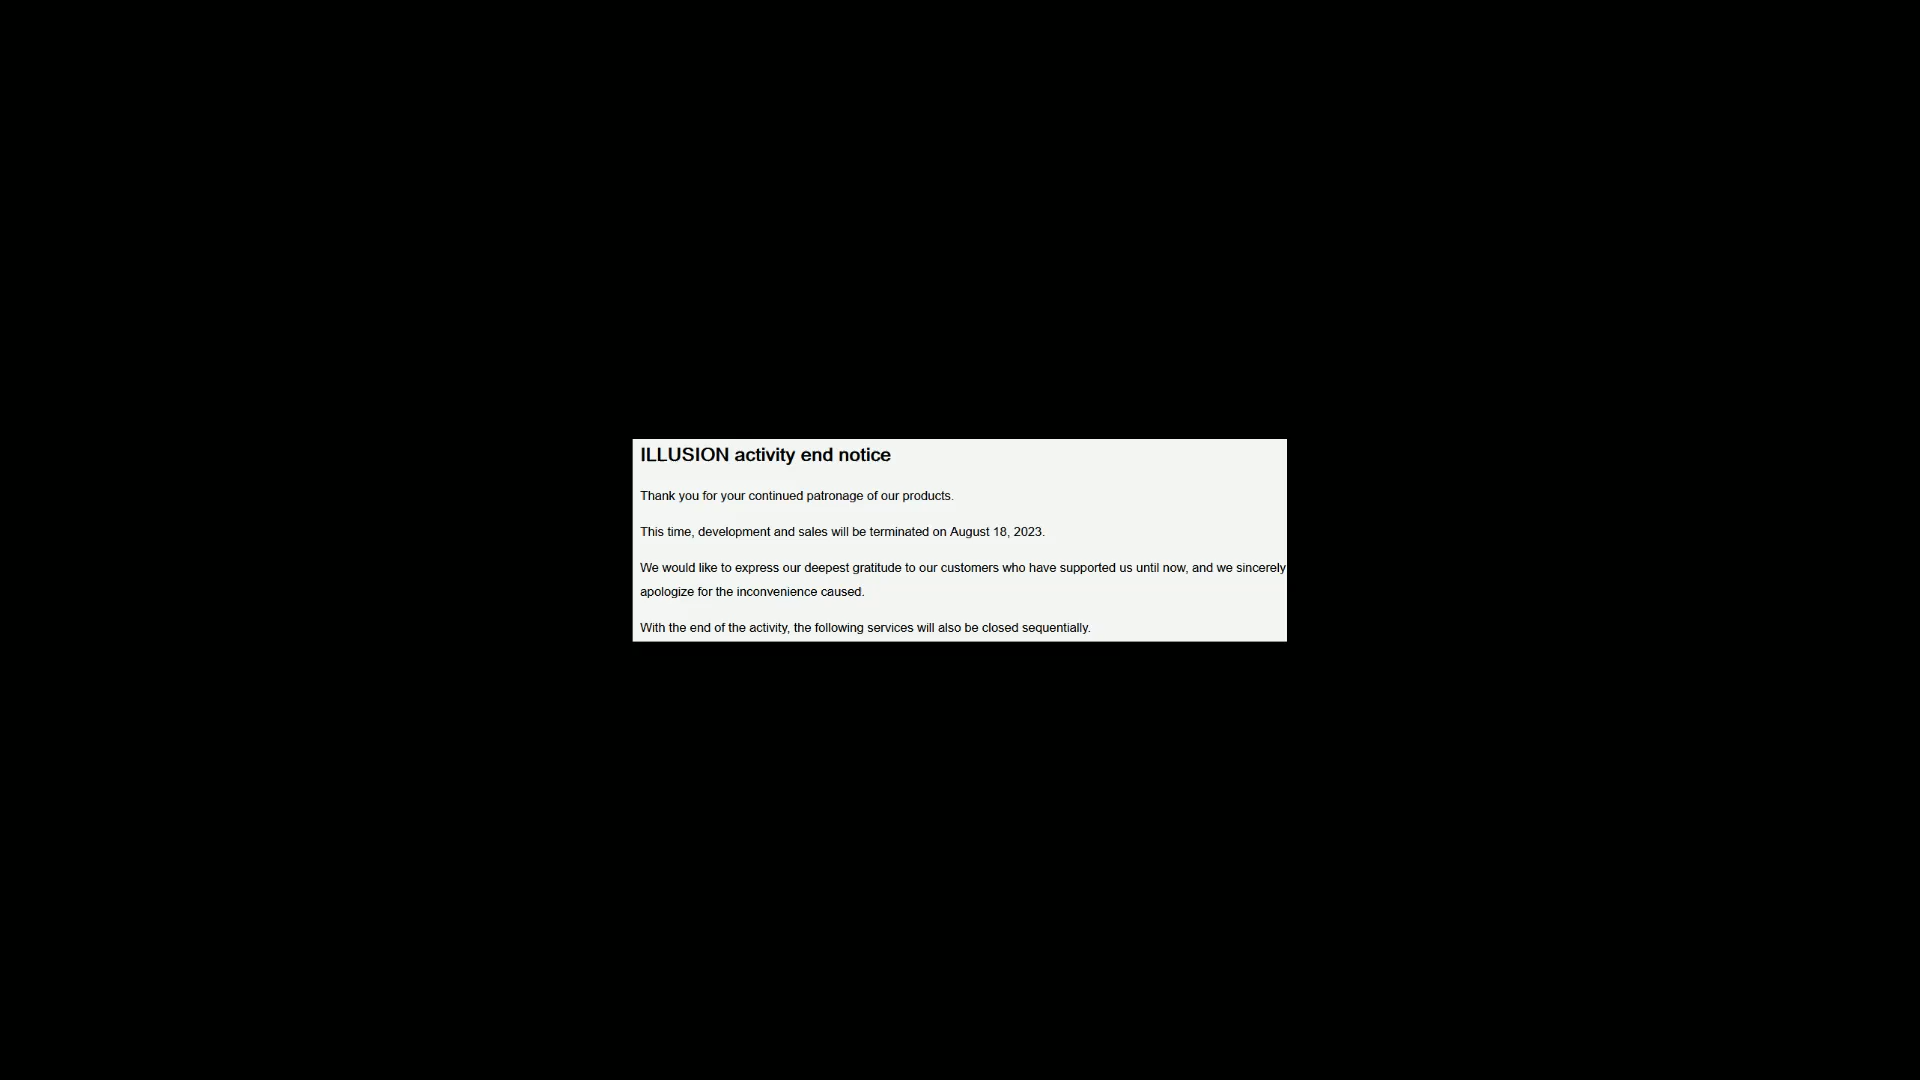 ILLUSION activity end notice
Thank you for your continued patronage of our products.
This time, development and sales will be terminated on August 18, 2023.
We would like to express our deepest gratitude to our customers who have supported us until now, and we sincerely
apologize for the inconvenience caused.
With the end of the activity, the following services will also be closed sequentially.